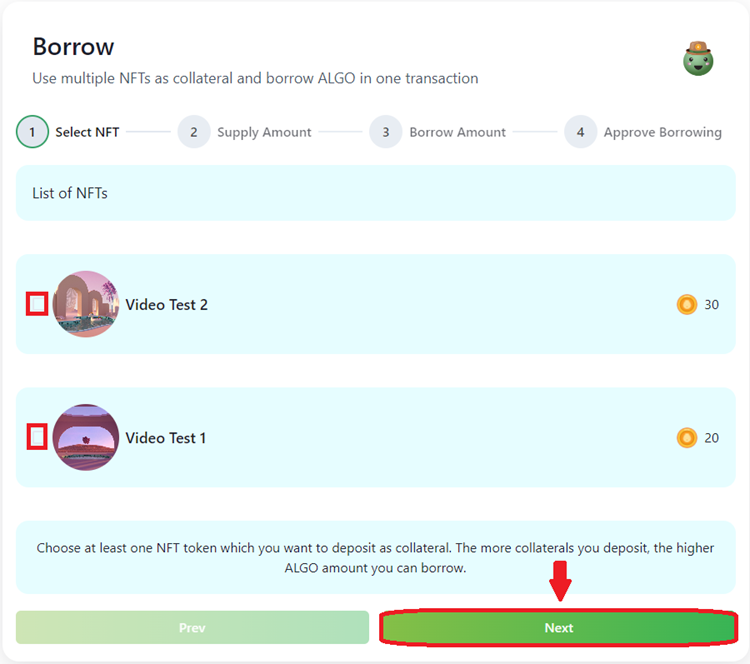 Borrow
Use multiple NFTs as collateral and borrow ALGO in one transaction
1 Select NFT 2 Supply Amount 3 Borrow Amount 4 Approve Borrowing
List of NFTs
Video Test 2 30
Video Test 1 20
Choose at least one NFT token which you want to deposit as collateral. The more collaterals you deposit, the higher
ALGO amount you can borrow.
Prev Next